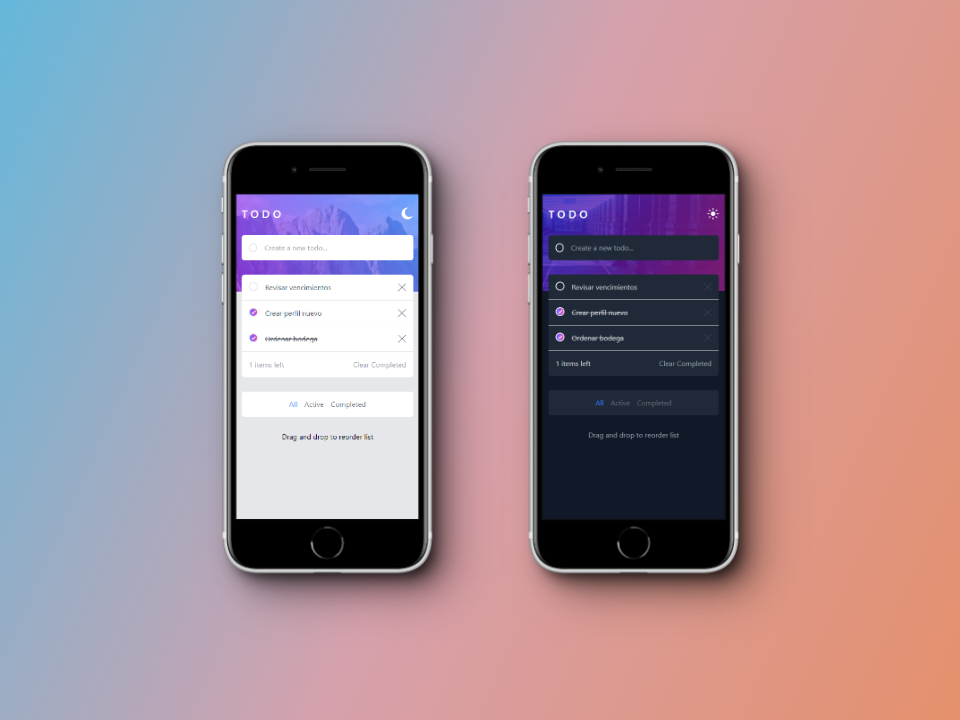 TODO
Create a new todo...
Revisar vencimientos
Crear perfil nuevo
Ordenar bodega
1 items left
Clear Completed
All Active Completed
Drag and drop to reorder list
TODO
Create a new todo...
Revisar vencimientos
Crear perfil nuevo
Ordenar bodega
1 items left
Clear Completed
All Active Completed
Drag and drop to reorder list